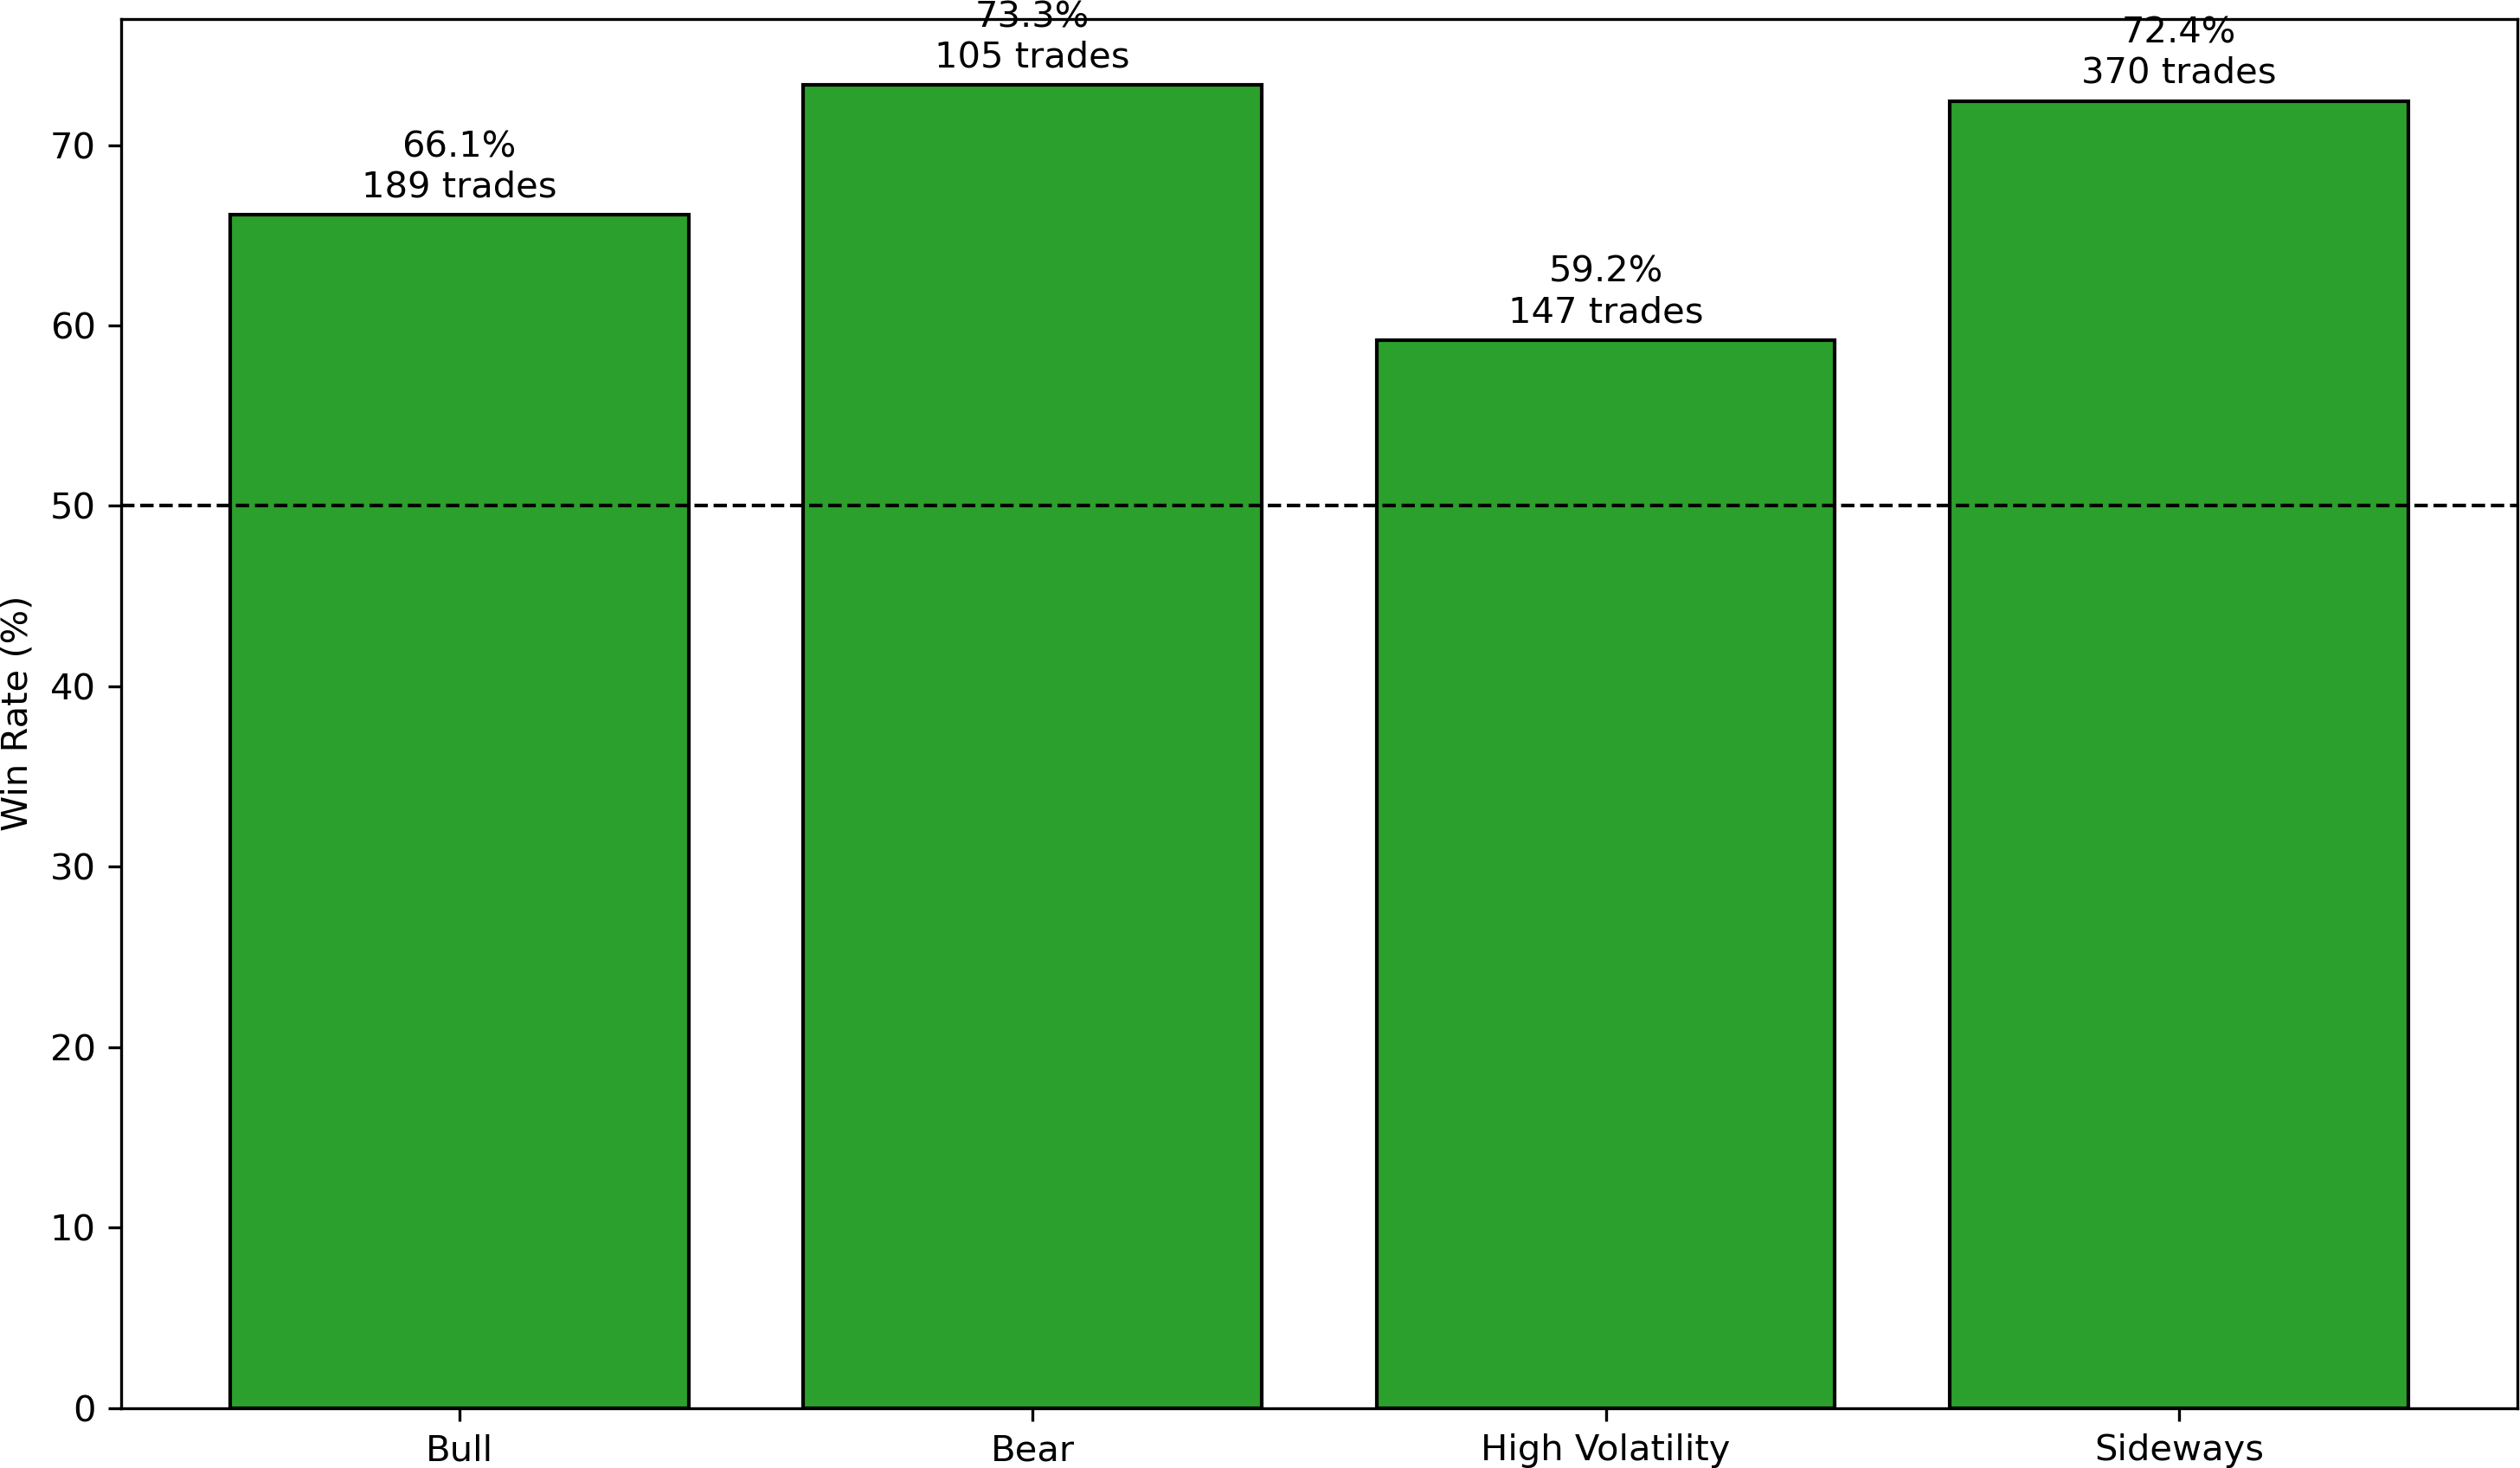 73.3%
105 trades
72.4%
370 trades
66.1%
189 trades
59.2%
147 trades
70
60
50
40
30
20
10
0
Win Rate (%)
Bull
Bear
High Volatility
Sideways